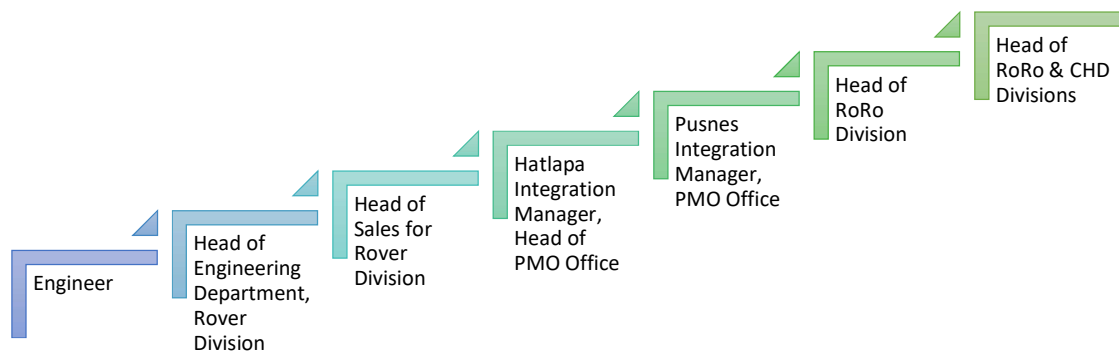 Engineer
Head of
Engineering
Department,
Rover
Division
Head of
Sales for
Rover
Division
Hatlapa
Integration
Manager,
Head of
PMO Office
Pusnes
Integration
Manager,
PMO Office
Head of
RoRo
Division
Head of
RoRo & CHD
Divisions